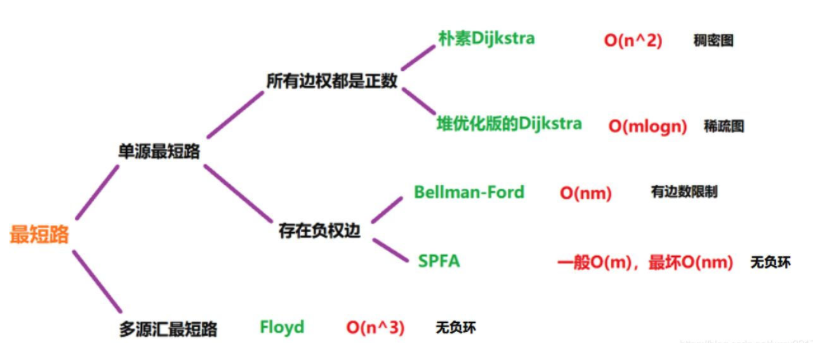 朴素Dijkstra O(n^2) 稠密图
所有边权都是正数
堆优化版的Dijkstra O(mlogn) 稀疏图
单源最短路
Bellman-Ford O(nm) 有边数限制
存在负权边
最短路
SPFA 一般O(m)，最坏O(nm) 无负环
多源汇最短路 Floyd O(n^3) 无负环